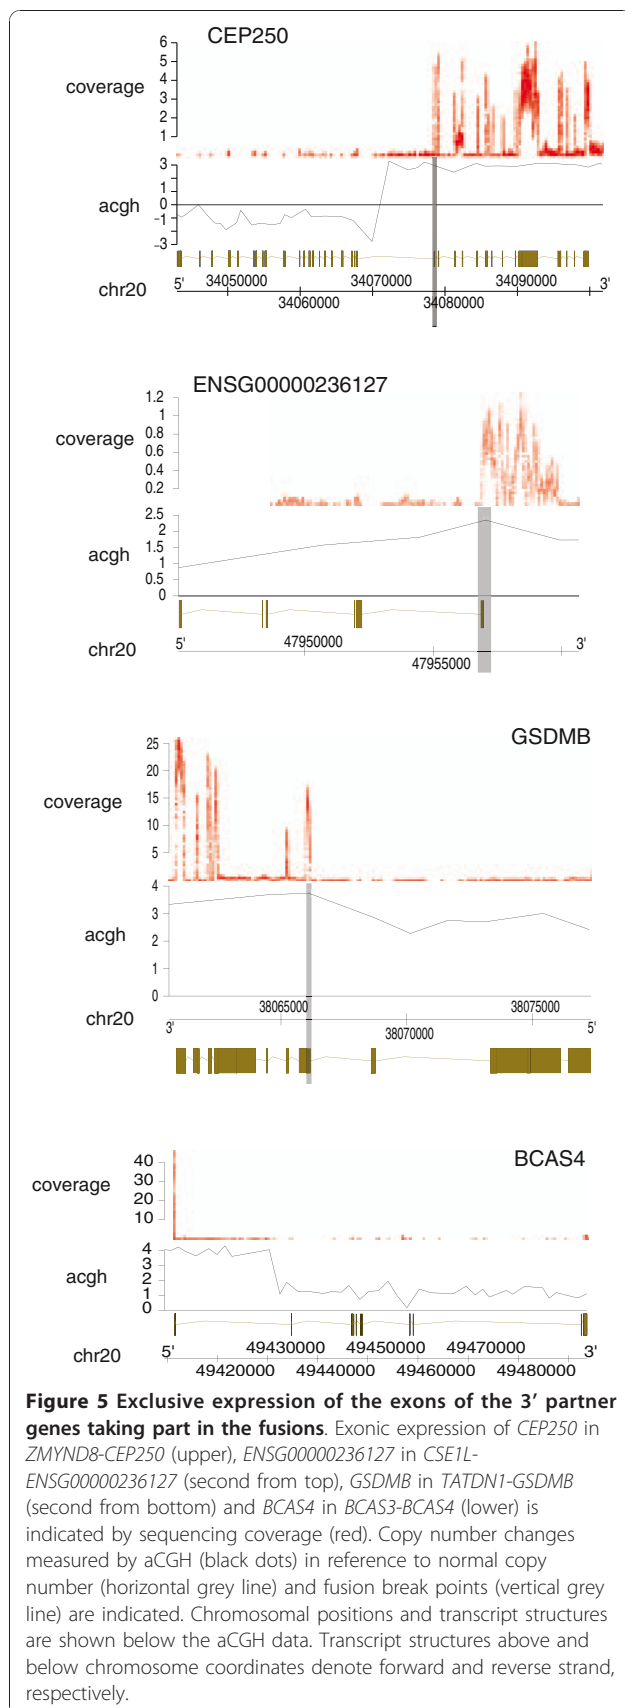 CEP250
coverage
6
5
4
3
2
1
acgh
3
2
1
0
-1
-3
chr20
5'
34050000
34070000
34090000
3'
34060000
34080000
ENSG00000236127
coverage
1.2
1
0.8
0.6
0.4
0.2
acgh
2.5
2
1.5
1
0.5
0
chr20
5'
47950000
3'
47955000
GSDMB
coverage
25
20
15
10
5
acgh
4
3
2
1
0
chr20
38065000
38075000
3'
38070000
5'
BCAS4
coverage
40
30
20
10
acgh
4
3
2
1
0
chr20
5'
49430000
49450000
49470000
3'
49420000
49440000
49460000
49480000
Figure 5 Exclusive expression of the exons of the 3' partner
genes taking part in the fusions. Exonic expression of CEP250 in
ZMYND8-CEP250 (upper), ENSG00000236127 in CSE1L-
ENSG00000236127 (second from top), GSDMB in TATDN1-GSDMB
(second from bottom) and BCAS4 in BCAS3-BCAS4 (lower) is
indicated by sequencing coverage (red). Copy number changes
measured by aCGH (black dots) in reference to normal copy
number (horizontal grey line) and fusion break points (vertical grey
line) are indicated. Chromosomal positions and transcript structures
are shown below the aCGH data. Transcript structures above and
below chromosome coordinates denote forward and reverse strand,
respectively.